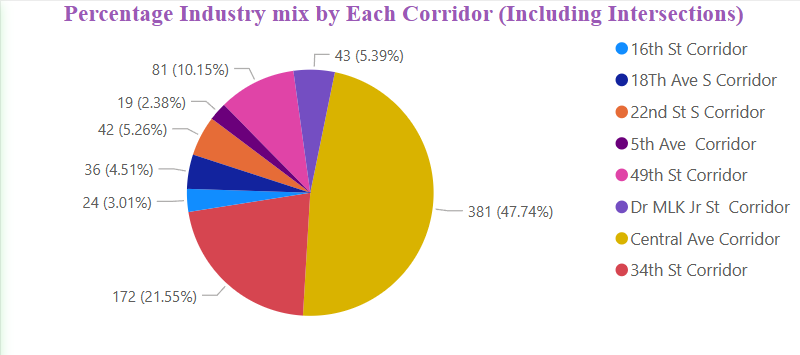 Percentage Industry mix by Each Corridor (Including Intersections)
43 (5.39%)
81 (10.15%)
19 (2.38%)
42 (5.26%)
36 (4.51%)
24 (3.01%)
172 (21.55%)
381 (47.74%)
16th St Corridor
18Th Ave S Corridor
22nd St S Corridor
5th Ave  Corridor
49th St Corridor
Dr MLK Jr St  Corridor
Central Ave Corridor
34th St Corridor